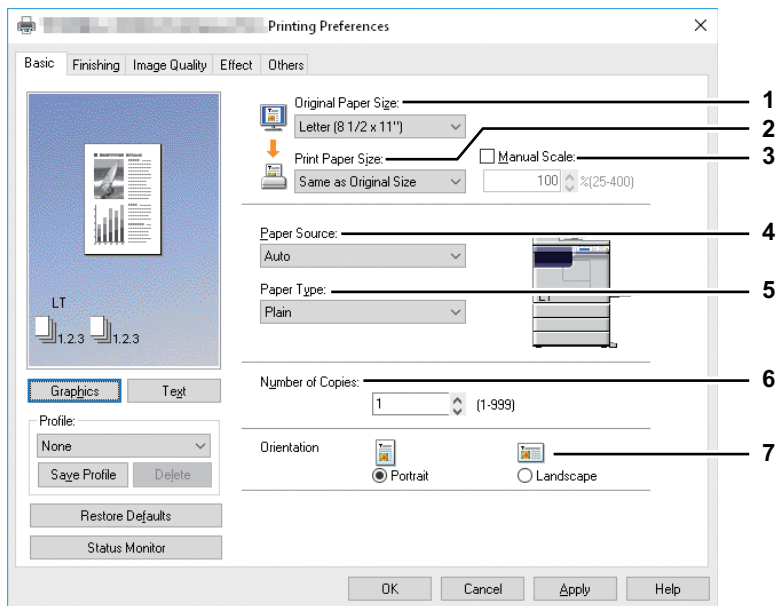 Printing Preferences
Basic Finishing Image Quality Effect Others
Original Paper Size:
1
Letter (8 1/2 x 11")
2
Print Paper Size:
Manual Scale:
3
Same as Original Size
100 %(25-400)
Paper Source:
4
Auto
Paper Type:
5
Plain
LT
LT
1.2.3 1.2.3
Number of Copies:
6
Graphics Text
1 (1-999)
Profile:
None
Orientation
7
Save Profile Delete
Portrait Landscape
Restore Defaults
Status Monitor
OK Cancel Apply Help